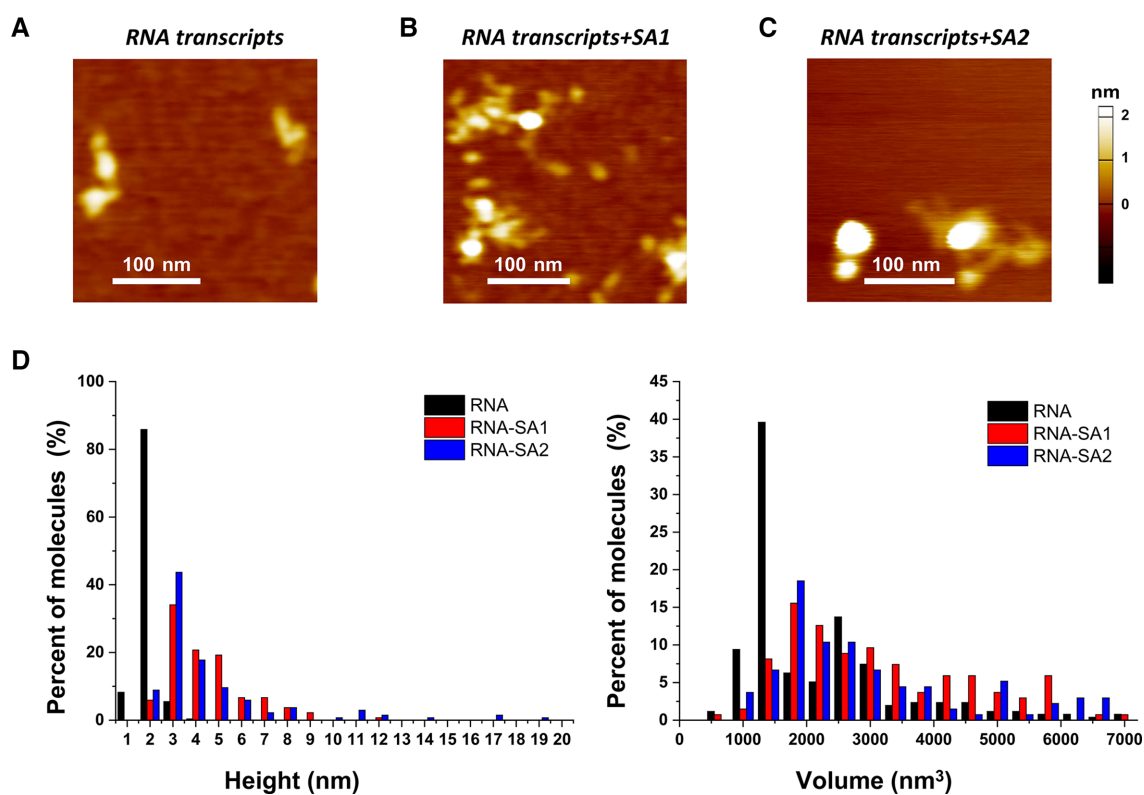 A
RNA transcripts
B
RNA transcripts+SA1
C
RNA transcripts+SA2
100 nm
100 nm
100 nm
nm
2
1
0
D
Percent of molecules (%)
100
80
60
40
20
0
RNA
RNA-SA1
RNA-SA2
1 2 3 4 5 6 7 8 9 10 11 12 13 14 15 16 17 18 19 20
Height (nm)
Percent of molecules (%)
45
40
35
30
25
20
15
10
5
0
RNA
RNA-SA1
RNA-SA2
0 1000 2000 3000 4000 5000 6000 7000
Volume (nm³)